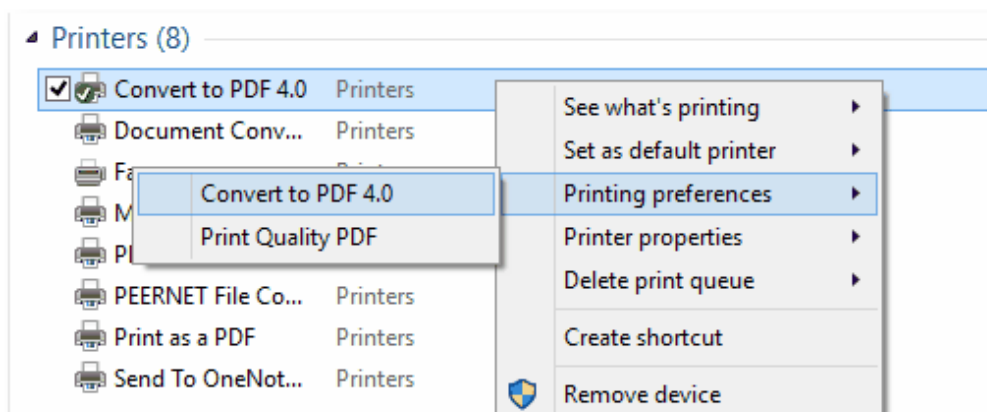 Printers (8)
Convert to PDF 4.0 Printers
Document Conv... Printers
See what's printing
Set as default printer
Printing preferences
Printer properties
Delete print queue
Create shortcut
Remove device
Convert to PDF 4.0
Print Quality PDF
PEERNET File Co... Printers
Print as a PDF Printers
Send To OneNot... Printers